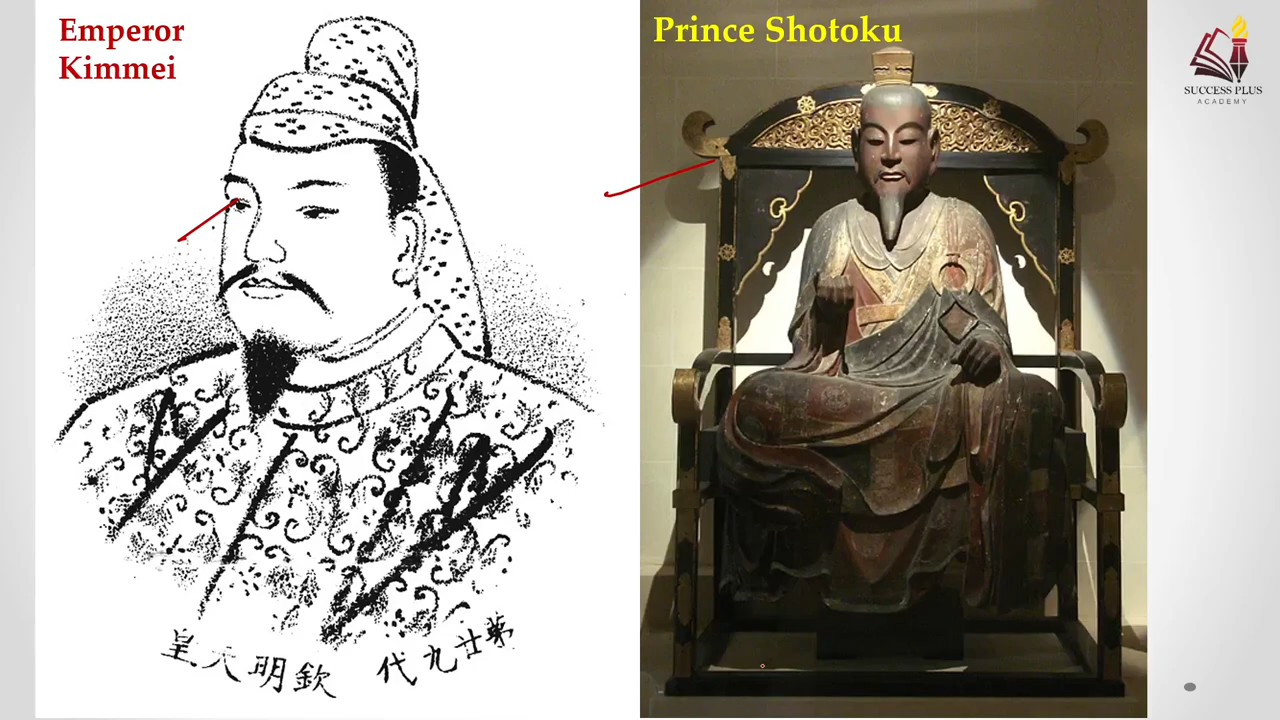 Emperor
Kimmei
Prince Shotoku
SUCCESS PLUS
ACADEMY
皇天明欽 代九廿第